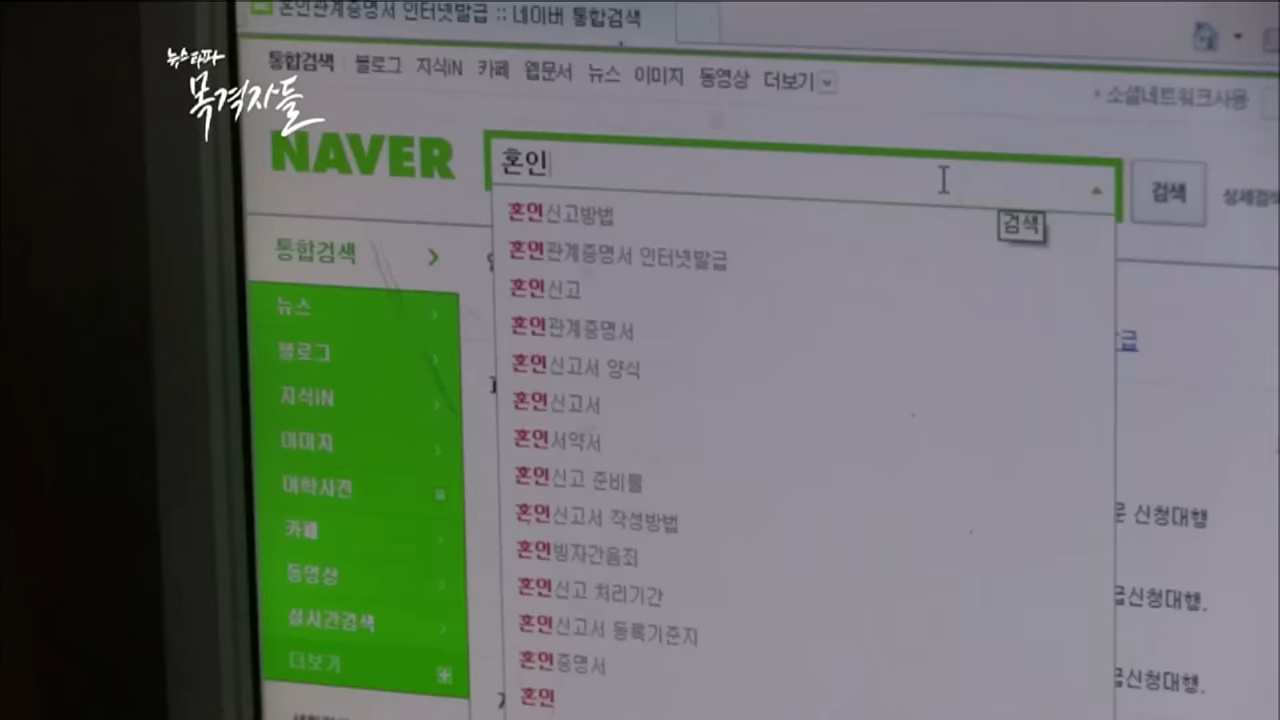 혼인관계증명서 인터넷발급 :: 네이버 통합검색
뉴스타파
목격자들
통합검색 블로그 지식iN 카페 웹문서 뉴스 이미지 동영상 더보기
소셜네트워크사용
NAVER
혼인
검색
상세검색
검색
통합검색
뉴스
블로그
지식iN
이미지
어학사전
카페
동영상
실시간검색
더보기
혼인신고방법
혼인관계증명서 인터넷발급
혼인신고
혼인관계증명서
혼인신고서 양식
혼인신고서
혼인서약서
혼인신고 준비물
혼인신고서 작성방법
혼인빙자간음죄
혼인신고 처리기간
혼인신고서 등록기준지
혼인증명서
혼인
신청대행
급신청대행.
급신청대행.